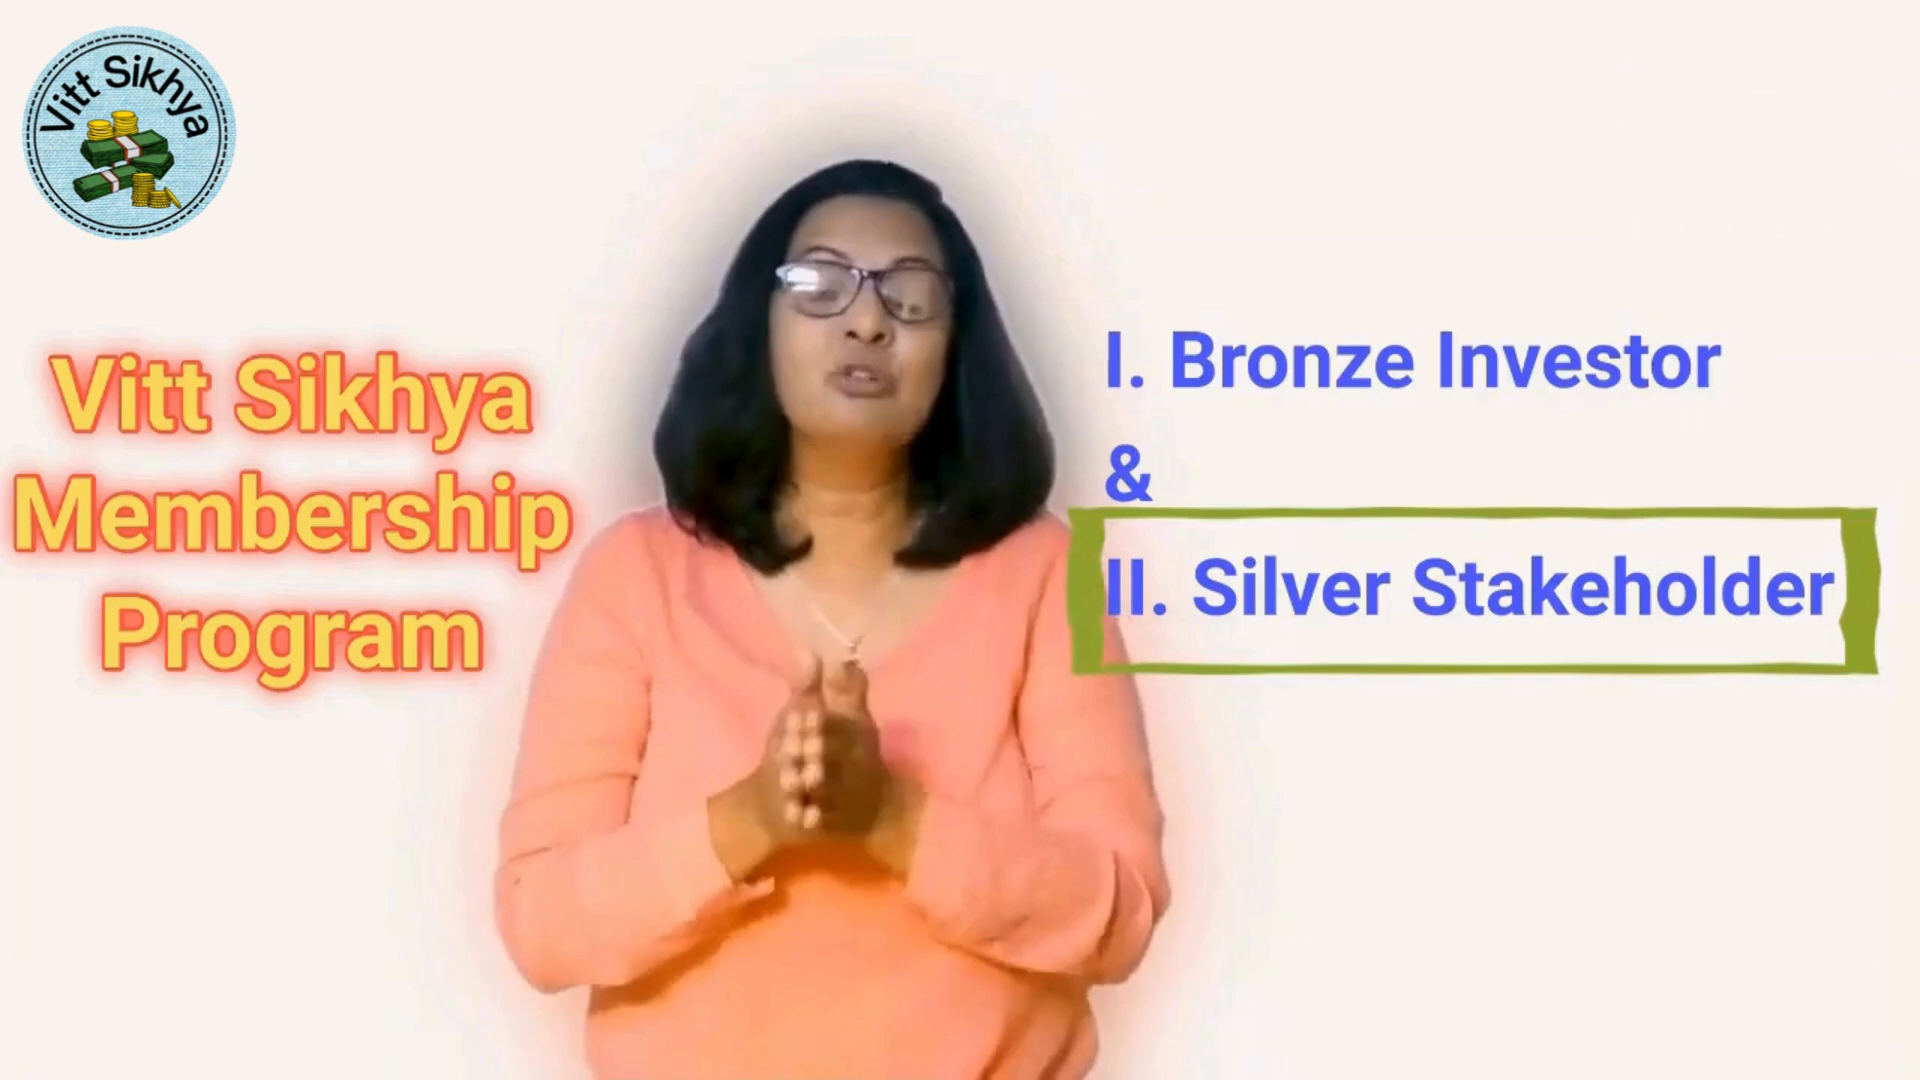 Vitt Sikhya
Vitt Sikhya
Membership
Program
I. Bronze Investor
&
II. Silver Stakeholder